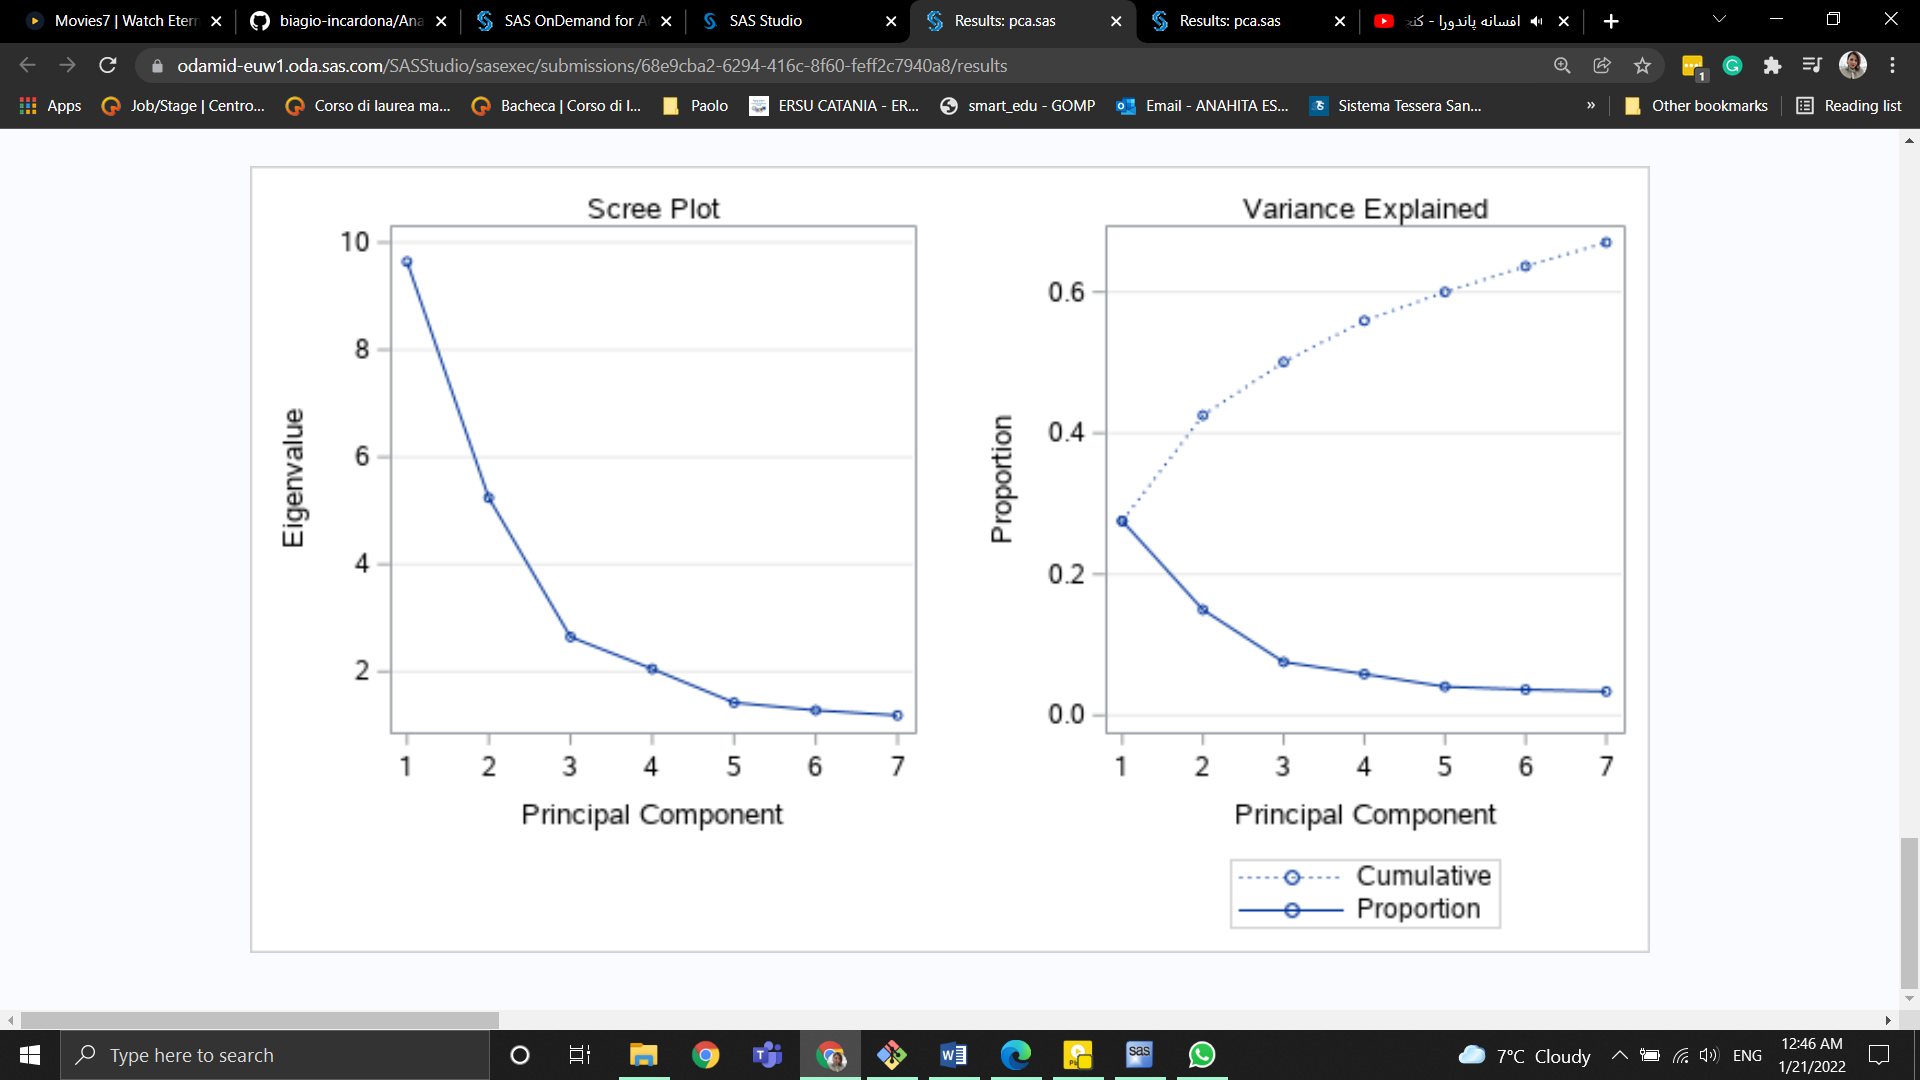 Movies7 | Watch Eterr
biagio-incardona/Ana
SAS OnDemand for A
SAS Studio
Results: pca.sas
Results: pca.sas
افسانه پاندورا - کنج
odamid-euw1.oda.sas.com/SASStudio/sasexec/submissions/68e9cba2-6294-416c-8f60-feff2c7940a8/results
1
Apps
Job/Stage | Centro...
Corso di laurea ma...
Bacheca | Corso di l...
Paolo
ERSU CATANIA - ER...
smart_edu - GOMP
Email - ANAHITA ES...
Sistema Tessera San...
»
Other bookmarks
Reading list
Scree Plot
10
8
6
4
2
Eigenvalue
1 2 3 4 5 6 7
Principal Component
Variance Explained
0.6
0.4
0.2
0.0
Proportion
1 2 3 4 5 6 7
Principal Component
Cumulative
Proportion
Type here to search
sas
7°C Cloudy
ENG
12:46 AM
1/21/2022